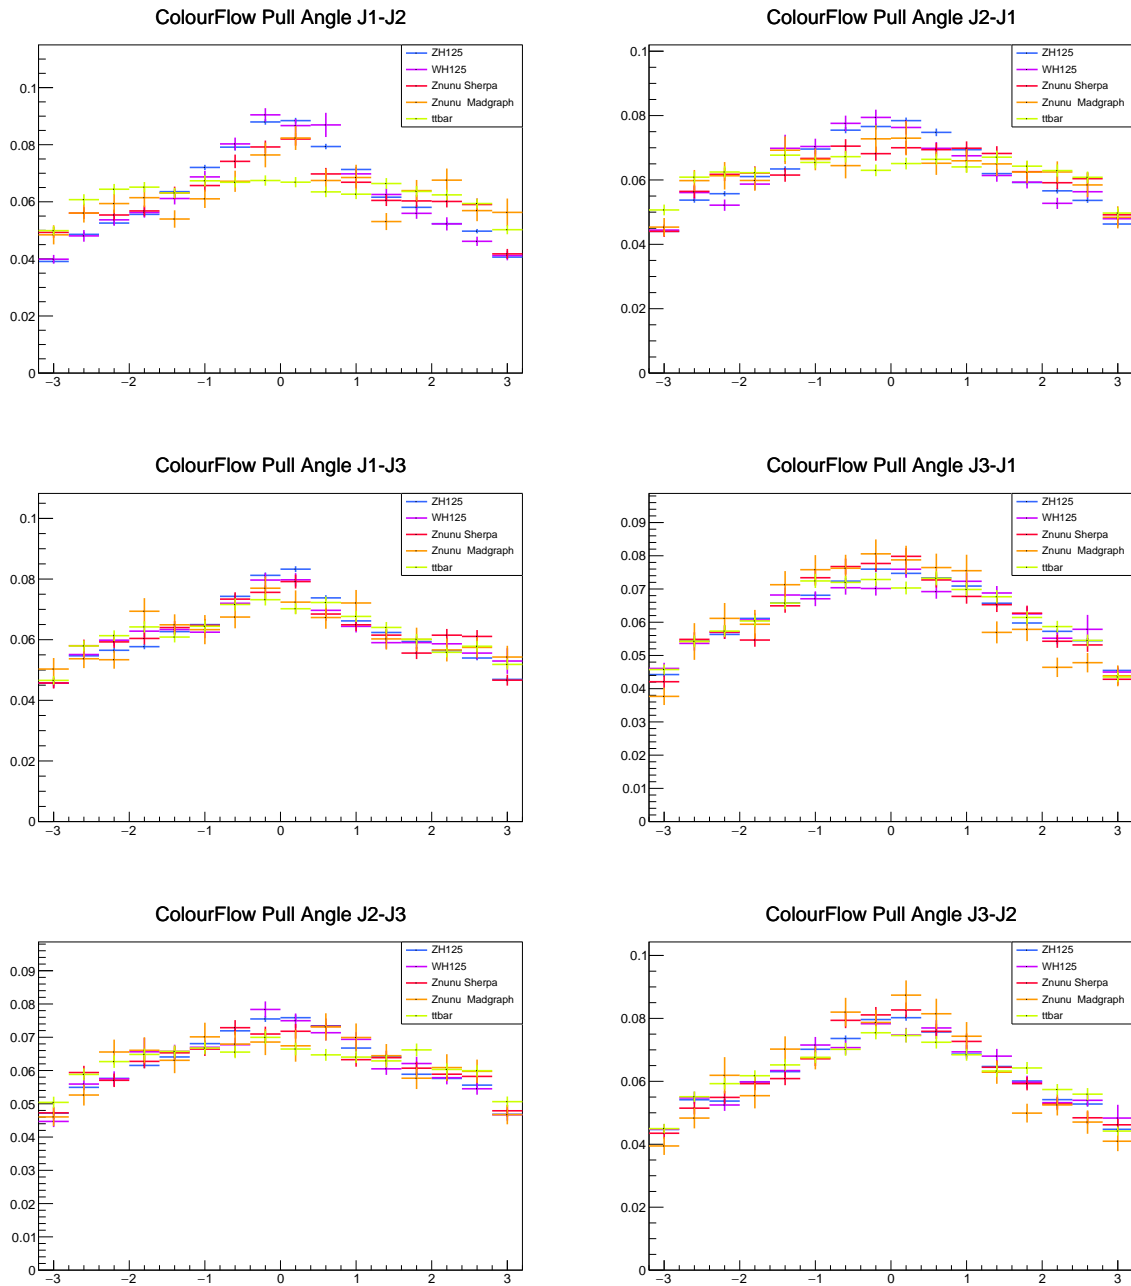 ColourFlow Pull Angle J1-J2
ZH125
WH125
Znunu Sherpa
Znunu Madgraph
ttbar
0.1
0.08
0.06
0.04
0.02
0
−3 −2 −1 0 1 2 3
ColourFlow Pull Angle J2-J1
ZH125
WH125
Znunu Sherpa
Znunu Madgraph
ttbar
0.1
0.08
0.06
0.04
0.02
0
−3 −2 −1 0 1 2 3
ColourFlow Pull Angle J1-J3
ZH125
WH125
Znunu Sherpa
Znunu Madgraph
ttbar
0.1
0.08
0.06
0.04
0.02
0
−3 −2 −1 0 1 2 3
ColourFlow Pull Angle J3-J1
ZH125
WH125
Znunu Sherpa
Znunu Madgraph
ttbar
0.09
0.08
0.07
0.06
0.05
0.04
0.03
0.02
0.01
0
−3 −2 −1 0 1 2 3
ColourFlow Pull Angle J2-J3
ZH125
WH125
Znunu Sherpa
Znunu Madgraph
ttbar
0.09
0.08
0.07
0.06
0.05
0.04
0.03
0.02
0.01
0
−3 −2 −1 0 1 2 3
ColourFlow Pull Angle J3-J2
ZH125
WH125
Znunu Sherpa
Znunu Madgraph
ttbar
0.1
0.08
0.06
0.04
0.02
0
−3 −2 −1 0 1 2 3